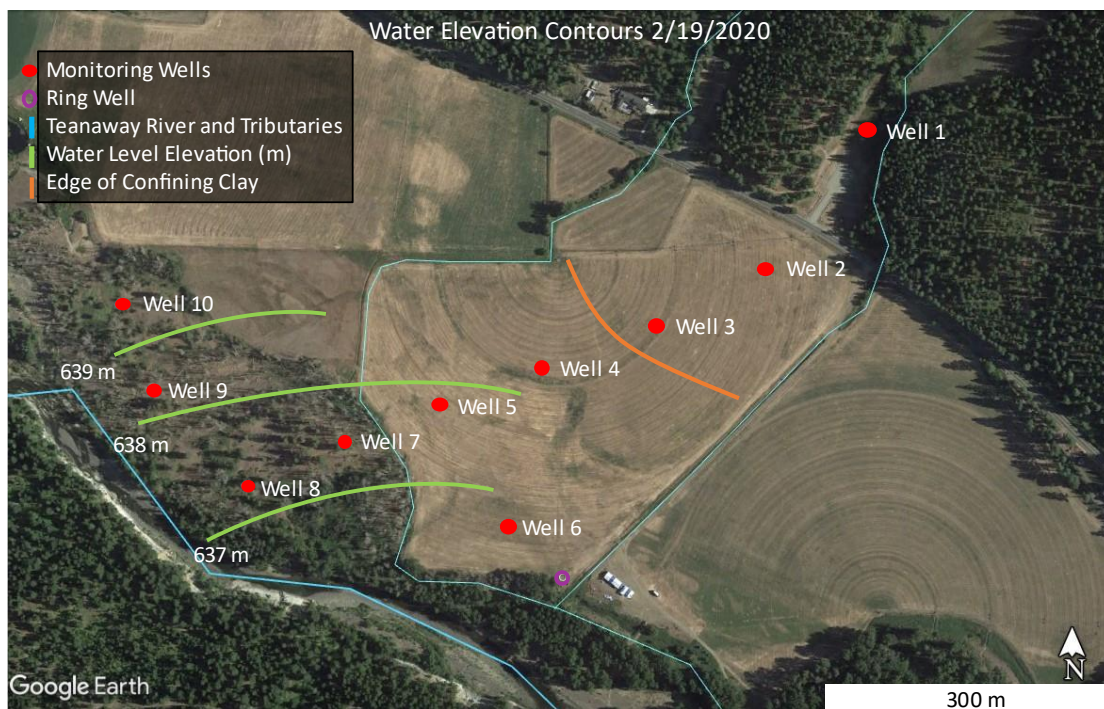 Water Elevation Contours 2/19/2020
Monitoring Wells
Ring Well
Teanaway River and Tributaries
Water Level Elevation (m)
Edge of Confining Clay
Well 1
Well 2
Well 10
Well 3
Well 4
639 m
Well 9
Well 5
638 m
Well 7
Well 8
Well 6
637 m
N
Google Earth
300 m